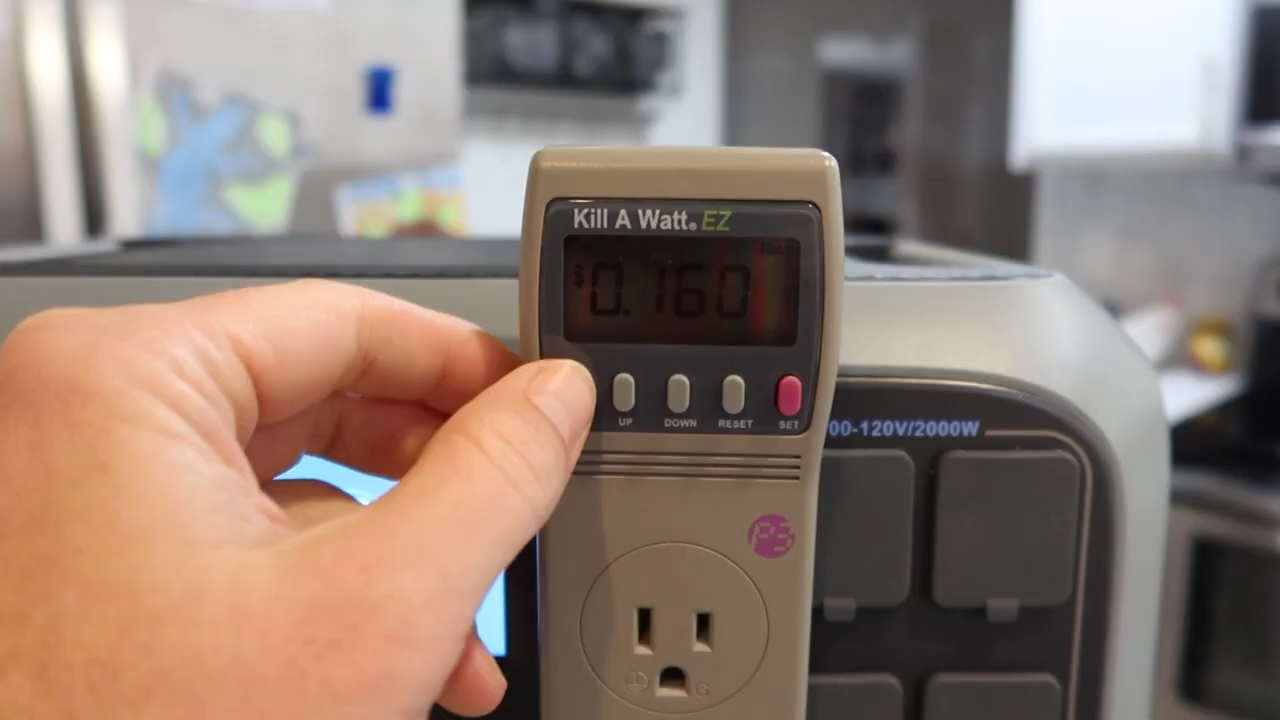 Kill A Watt® EZ
$0.160
UP DOWN RESET SET
00-120V/2000W
P3
G